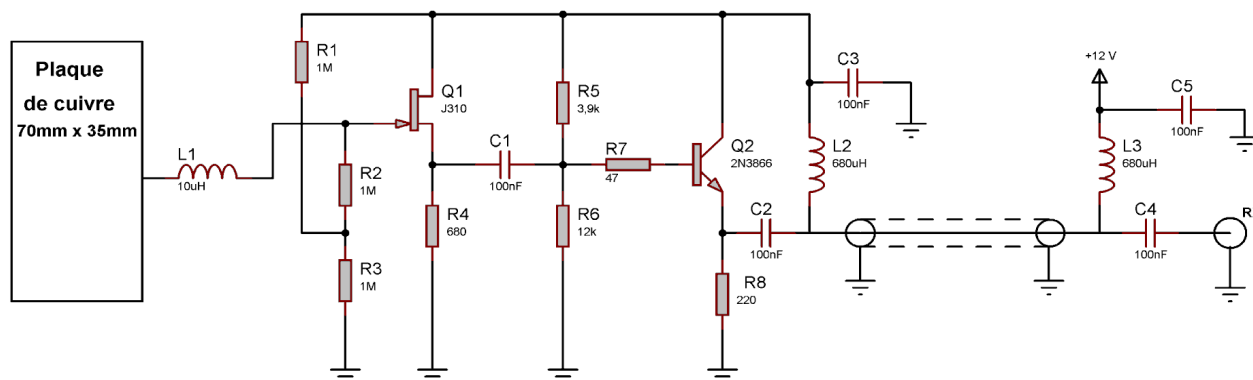 Plaque
de cuivre
70mm x 35mm
L1
10uH
R1
1M
R2
1M
R3
1M
Q1
J310
R4
680
C1
100nF
R5
3,9k
R6
12k
R7
47
Q2
2N3866
R8
220
C2
100nF
C3
100nF
L2
680uH
+12 V
C5
100nF
L3
680uH
C4
100nF
R